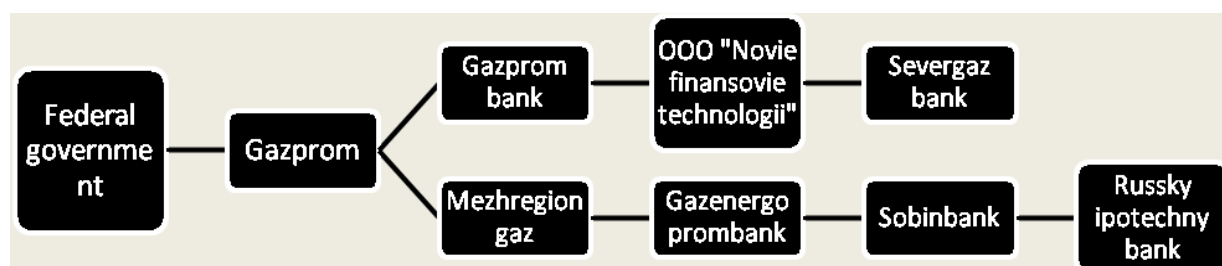 Federal
governme
nt
Gazprom
Gazprom
bank
OOO "Novie
finansovie
technologii"
Severgaz
bank
Mezhregion
gaz
Gazenergo
prombank
Sobinbank
Russky
ipotechny
bank